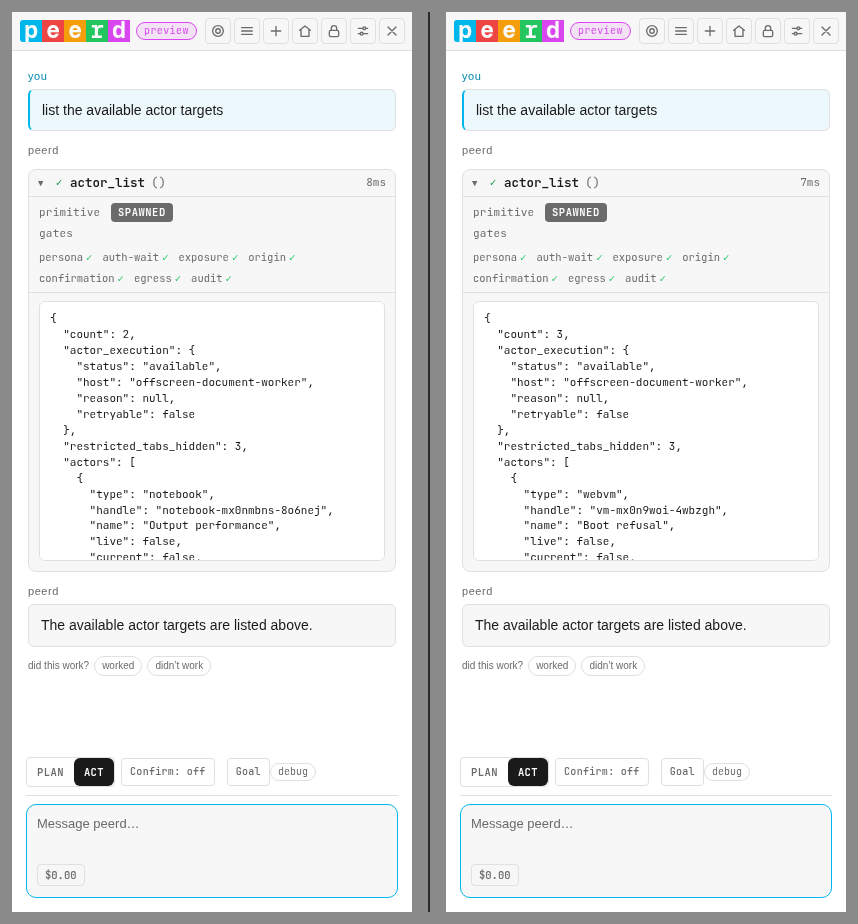 peerd preview
you
list the available actor targets
peerd
▼ ✓ actor_list () 8ms
primitive SPAWNED
gates
persona ✓ auth-wait ✓ exposure ✓ origin ✓
confirmation ✓ egress ✓ audit ✓
{
"count": 2,
"actor_execution": {
"status": "available",
"host": "offscreen-document-worker",
"reason": null,
"retryable": false
},
"restricted_tabs_hidden": 3,
"actors": [
{
"type": "notebook",
"handle": "notebook-mx0nmbns-8o6nej",
"name": "Output performance",
"live": false,
"current": false,
peerd
The available actor targets are listed above.
did this work? worked didn't work
PLAN ACT Confirm: off Goal debug
Message peerd…
$0.00
peerd preview
you
list the available actor targets
peerd
▼ ✓ actor_list () 7ms
primitive SPAWNED
gates
persona ✓ auth-wait ✓ exposure ✓ origin ✓
confirmation ✓ egress ✓ audit ✓
{
"count": 3,
"actor_execution": {
"status": "available",
"host": "offscreen-document-worker",
"reason": null,
"retryable": false
},
"restricted_tabs_hidden": 3,
"actors": [
{
"type": "webvm",
"handle": "vm-mx0n9woi-4wbzgh",
"name": "Boot refusal",
"live": false,
"current": false,
peerd
The available actor targets are listed above.
did this work? worked didn't work
PLAN ACT Confirm: off Goal debug
Message peerd…
$0.00